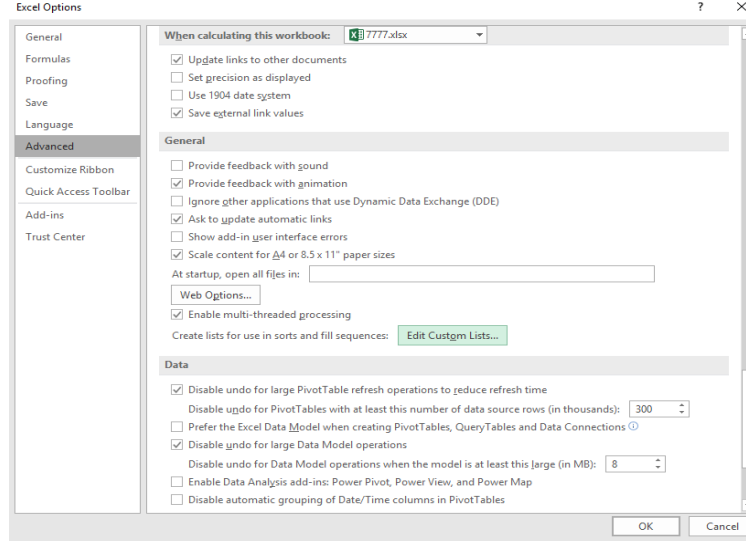 Excel Options
?
General
Formulas
Proofing
Save
Language
Advanced
Customize Ribbon
Quick Access Toolbar
Add-ins
Trust Center
When calculating this workbook: 7777.xlsx
Update links to other documents
Set precision as displayed
Use 1904 date system
Save external link values
General
Provide feedback with sound
Provide feedback with animation
Ignore other applications that use Dynamic Data Exchange (DDE)
Ask to update automatic links
Show add-in user interface errors
Scale content for A4 or 8.5 x 11" paper sizes
At startup, open all files in:
Web Options...
Enable multi-threaded processing
Create lists for use in sorts and fill sequences: Edit Custom Lists...
Data
Disable undo for large PivotTable refresh operations to reduce refresh time
Disable undo for PivotTables with at least this number of data source rows (in thousands): 300
Prefer the Excel Data Model when creating PivotTables, QueryTables and Data Connections
Disable undo for large Data Model operations
Disable undo for Data Model operations when the model is at least this large (in MB): 8
Enable Data Analysis add-ins: Power Pivot, Power View, and Power Map
Disable automatic grouping of Date/Time columns in PivotTables
OK Cancel